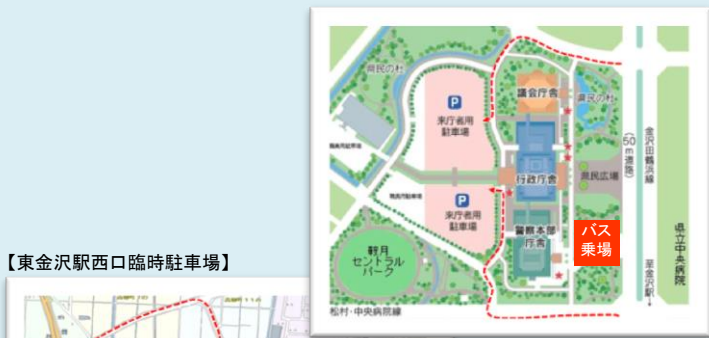 県民の杜
議会庁舎
県民の杜
P
来庁者用
駐車場
(50m道路)
金沢田鶴浜線
行政庁舎
県民広場
P
来庁者用
駐車場
警察本部
庁舎
バス
乗場
県立中央病院
鞍月
セントラル
パーク
至金沢駅→
松村・中央病院線
【東金沢駅西口臨時駐車場】